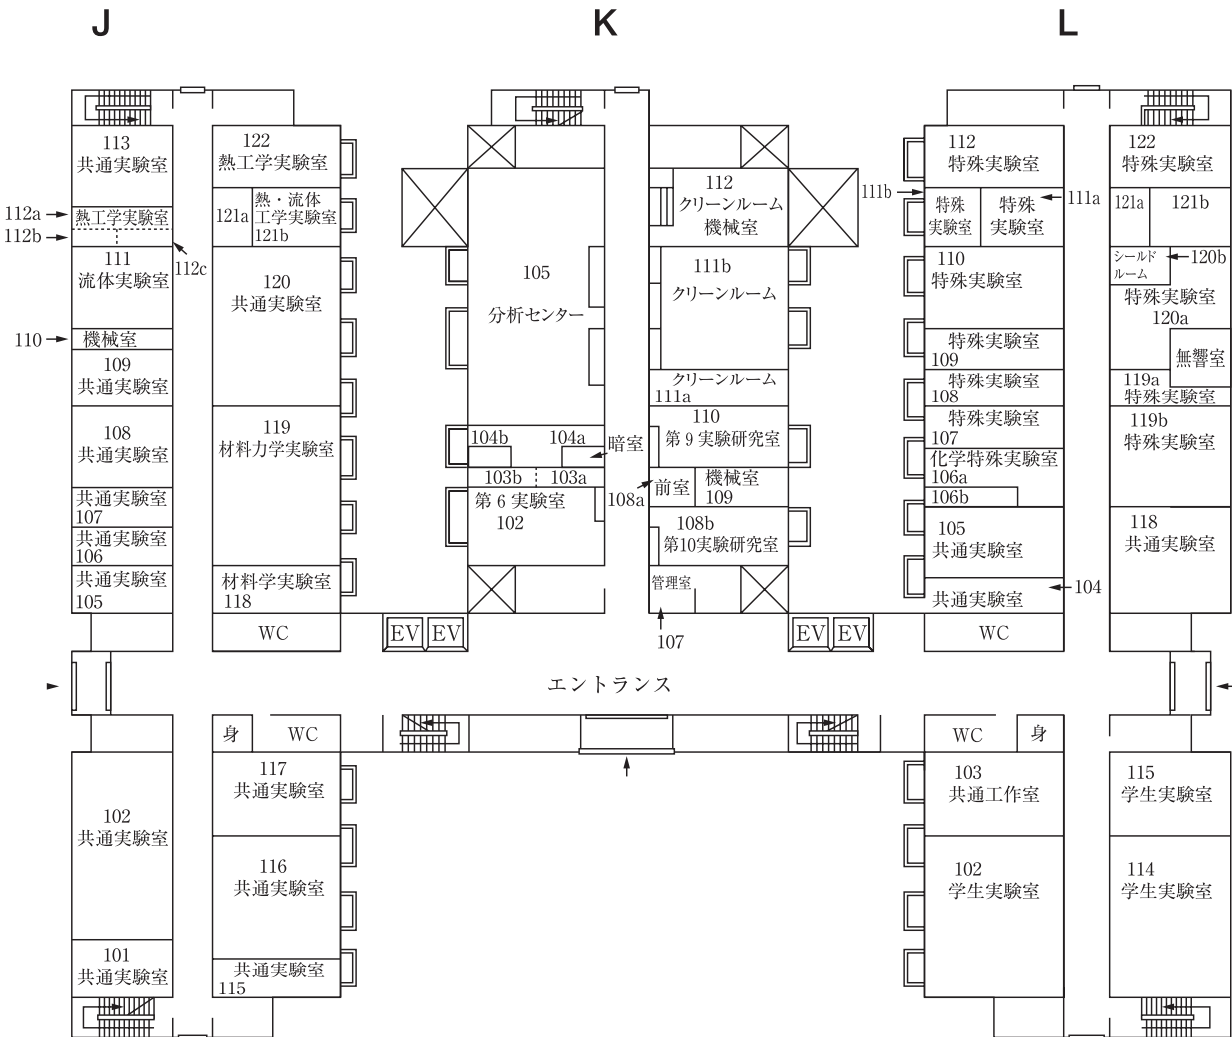 J
K
L
113
共通実験室
112a
熱工学実験室
112b
112c
111
流体実験室
110
機械室
109
共通実験室
108
共通実験室
共通実験室
107
共通実験室
106
共通実験室
105
122
熱工学実験室
121a
熱・流体
工学実験室
121b
120
共通実験室
119
材料力学実験室
材料学実験室
118
WC
EV
EV
身
WC
117
共通実験室
116
共通実験室
共通実験室
115
102
共通実験室
101
共通実験室
105
分析センター
104b
104a
暗室
103b
103a
第6実験室
102
112
クリーンルーム
機械室
111b
クリーンルーム
クリーンルーム
111a
110
第9実験研究室
108a
前室
機械室
109
108b
第10実験研究室
管理室
107
エントランス
EV
EV
112
特殊実験室
111b
特殊
実験室
特殊
実験室
111a
110
特殊実験室
特殊実験室
109
特殊実験室
108
特殊実験室
107
化学特殊実験室
106a
106b
105
共通実験室
104
共通実験室
WC
WC
身
103
共通工作室
102
学生実験室
122
特殊実験室
121a
121b
シールド
ルーム
120b
特殊実験室
120a
無響室
119a
特殊実験室
119b
特殊実験室
118
共通実験室
115
学生実験室
114
学生実験室